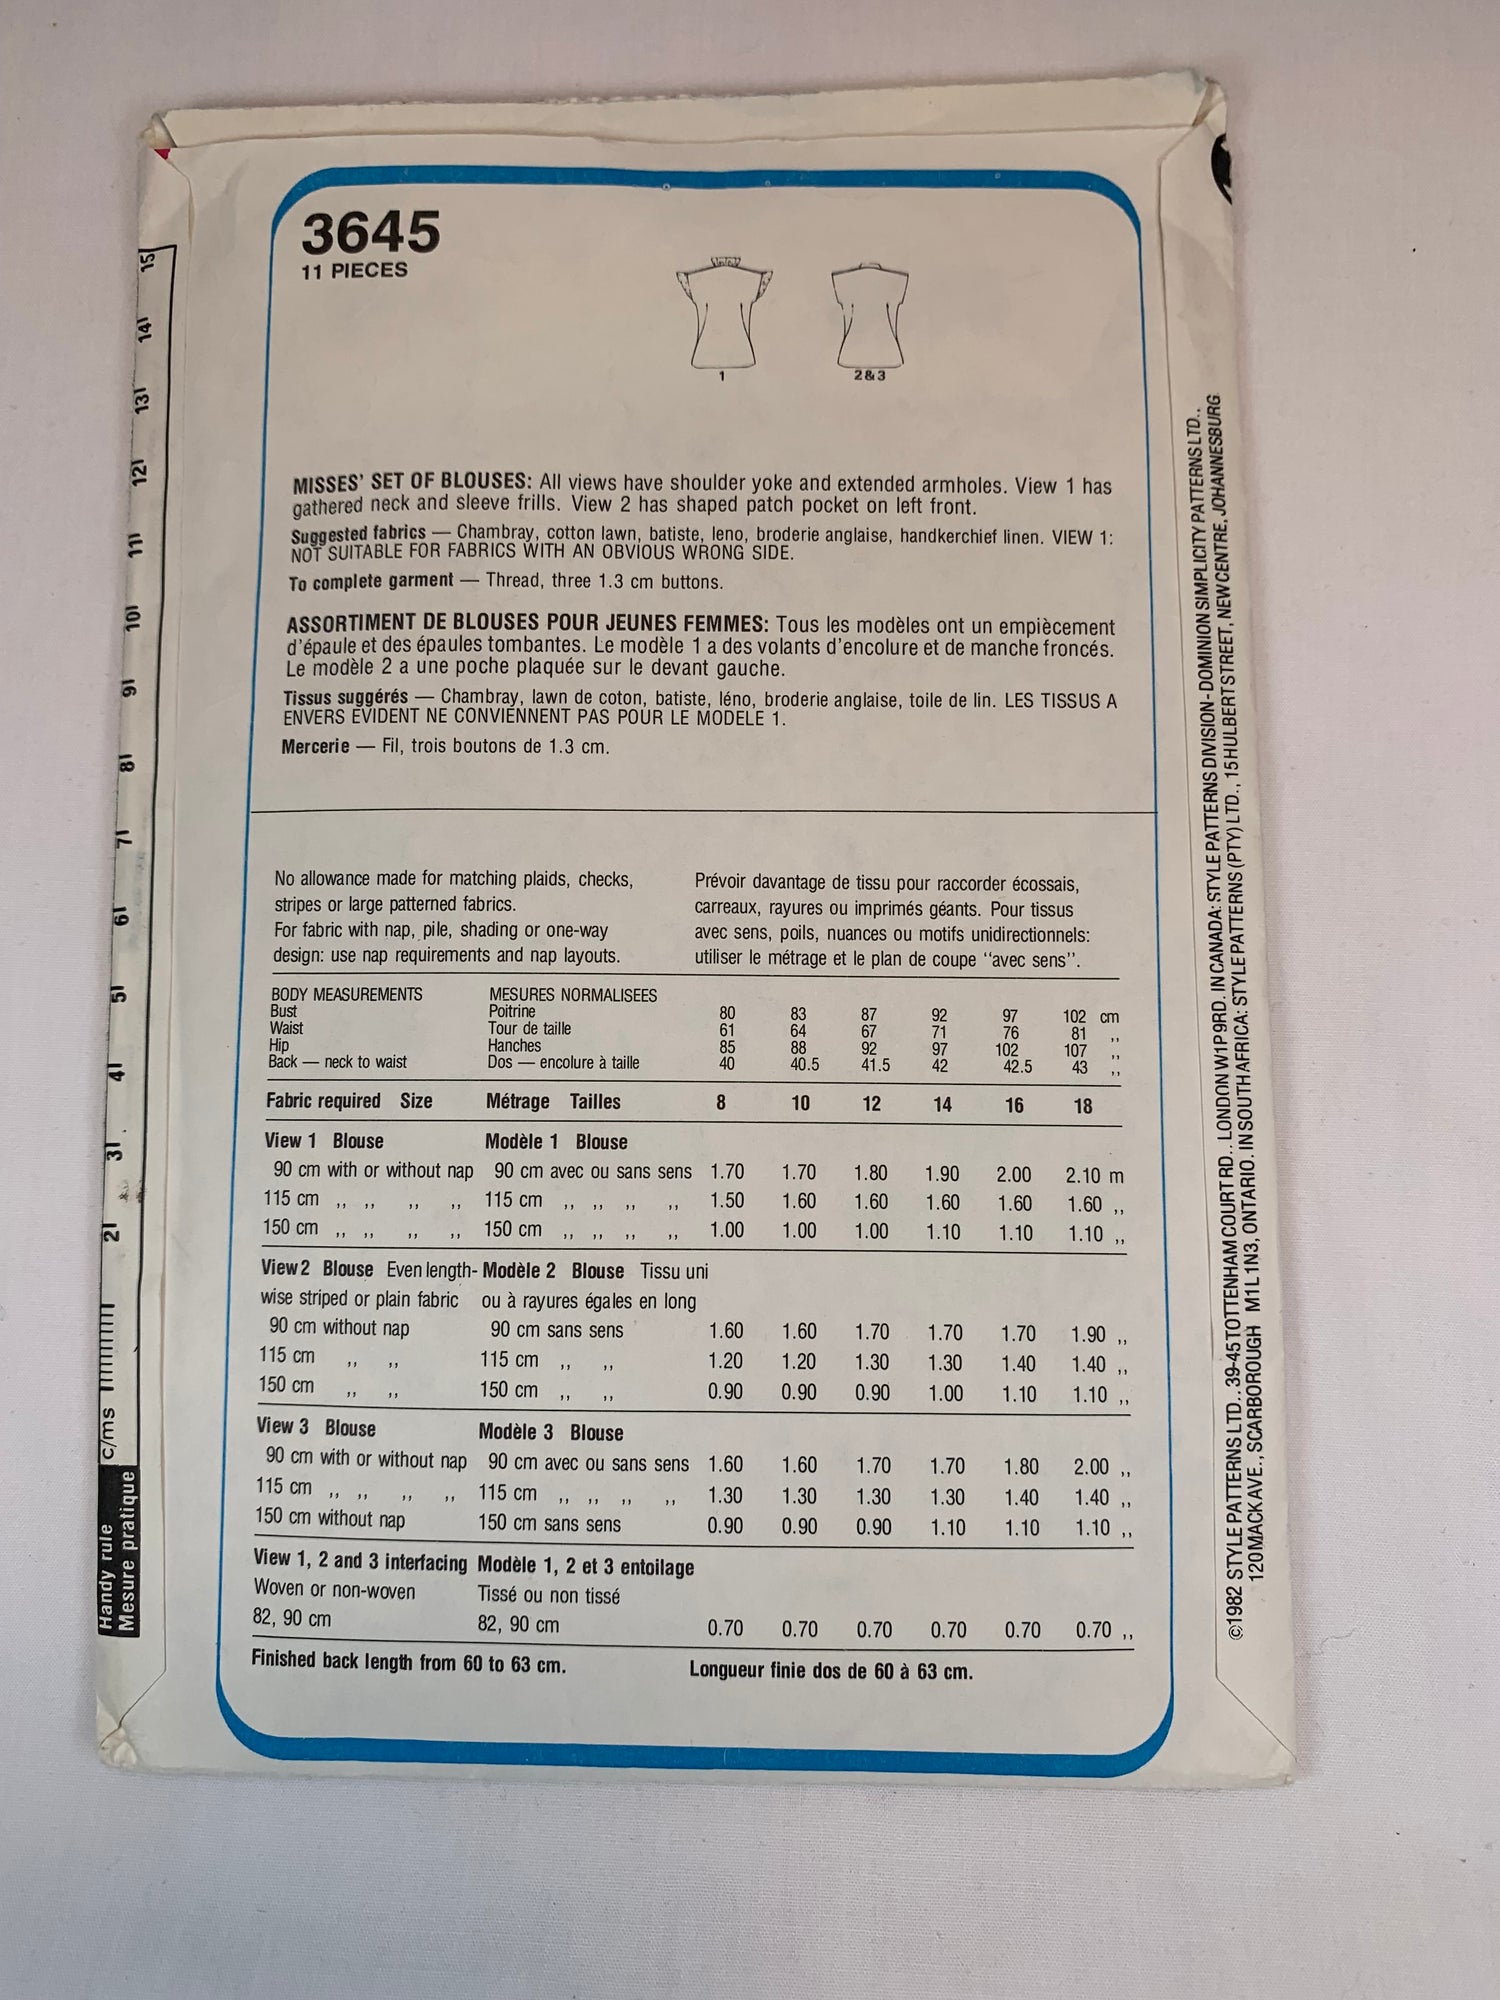 3645
11 PIECES
1
2&3
MISSES' SET OF BLOUSES: All views have shoulder yoke and extended armholes. View 1 has
gathered neck and sleeve frills. View 2 has shaped patch pocket on left front.
Suggested fabrics — Chambray, cotton lawn, batiste, leno, broderie anglaise, handkerchief linen. VIEW 1:
NOT SUITABLE FOR FABRICS WITH AN OBVIOUS WRONG SIDE.
To complete garment — Thread, three 1.3 cm buttons.
ASSORTIMENT DE BLOUSES POUR JEUNES FEMMES: Tous les modèles ont un empiècement
d'épaule et des épaules tombantes. Le modèle 1 a des volants d'encolure et de manche froncés.
Le modèle 2 a une poche plaquée sur le devant gauche.
Tissus suggérés — Chambray, lawn de coton, batiste, léno, broderie anglaise, toile de lin. LES TISSUS A
ENVERS EVIDENT NE CONVIENNENT PAS POUR LE MODELE 1.
Mercerie — Fil, trois boutons de 1.3 cm.
No allowance made for matching plaids, checks,
stripes or large patterned fabrics.
For fabric with nap, pile, shading or one-way
design: use nap requirements and nap layouts.
Prévoir davantage de tissu pour raccorder écossais,
carreaux, rayures ou imprimés géants. Pour tissus
avec sens, poils, nuances ou motifs unidirectionnels:
utiliser le métrage et le plan de coupe "avec sens".
BODY MEASUREMENTS MESURES NORMALISEES
Bust Poitrine 80 83 87 92 97 102 cm
Waist Tour de taille 61 64 67 71 76 81 ,,
Hip Hanches 85 88 92 97 102 107 ,,
Back — neck to waist Dos — encolure à taille 40 40.5 41.5 42 42.5 43 ,,
Fabric required Size Métrage Tailles 8 10 12 14 16 18
View 1 Blouse Modèle 1 Blouse
90 cm with or without nap 90 cm avec ou sans sens 1.70 1.70 1.80 1.90 2.00 2.10 m
115 cm ,, ,, ,, ,, 115 cm ,, ,, ,, ,, 1.50 1.60 1.60 1.60 1.60 1.60 ,,
150 cm ,, ,, ,, ,, 150 cm ,, ,, ,, ,, 1.00 1.00 1.00 1.10 1.10 1.10 ,,
View 2 Blouse Even length- Modèle 2 Blouse Tissu uni
wise striped or plain fabric ou à rayures égales en long
90 cm without nap 90 cm sans sens 1.60 1.60 1.70 1.70 1.70 1.90 ,,
115 cm ,, ,, 115 cm ,, ,, 1.20 1.20 1.30 1.30 1.40 1.40 ,,
150 cm ,, ,, 150 cm ,, ,, 0.90 0.90 0.90 1.00 1.10 1.10 ,,
View 3 Blouse Modèle 3 Blouse
90 cm with or without nap 90 cm avec ou sans sens 1.60 1.60 1.70 1.70 1.80 2.00 ,,
115 cm ,, ,, ,, ,, 115 cm ,, ,, ,, ,, 1.30 1.30 1.30 1.30 1.40 1.40 ,,
150 cm without nap 150 cm sans sens 0.90 0.90 0.90 1.10 1.10 1.10 ,,
View 1, 2 and 3 interfacing Modèle 1, 2 et 3 entoilage
Woven or non-woven Tissé ou non tissé
82, 90 cm 82, 90 cm 0.70 0.70 0.70 0.70 0.70 0.70 ,,
Finished back length from 60 to 63 cm. Longueur finie dos de 60 à 63 cm.
Handy rule
Mesure pratique
c/ms 2 3 4 5 6 7 8 9 10 11 12 13 14 15
©1982 STYLE PATTERNS LTD., 39-45 TOTTENHAM COURT RD., LONDON W1P 9RD. IN CANADA: STYLE PATTERNS DIVISION - DOMINION SIMPLICITY PATTERNS LTD.,
120 MACK AVE., SCARBOROUGH M1L 1N3, ONTARIO. IN SOUTH AFRICA: STYLE PATTERNS (PTY) LTD., 15 HULBERT STREET, NEW CENTRE, JOHANNESBURG